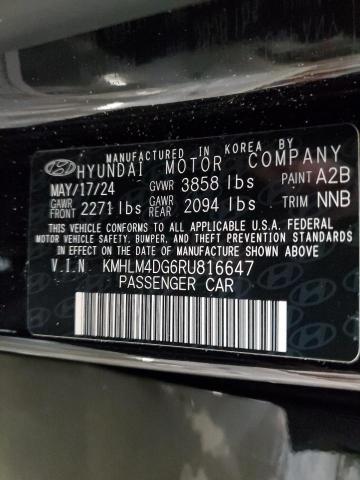 MANUFACTURED IN KOREA BY
HYUNDAI MOTOR COMPANY
MAY/17/24 GVWR 3858 lbs PAINT A2B
GAWR FRONT 2271 lbs GAWR REAR 2094 lbs TRIM NNB
THIS VEHICLE CONFORMS TO ALL APPLICABLE U.S.A. FEDERAL
MOTOR VEHICLE SAFETY, BUMPER, AND THEFT PREVENTION STANDARDS
IN EFFECT ON THE DATE OF MANUFACTURE SHOWN ABOVE
V.I.N KMHLM4DG6RU816647
PASSENGER CAR